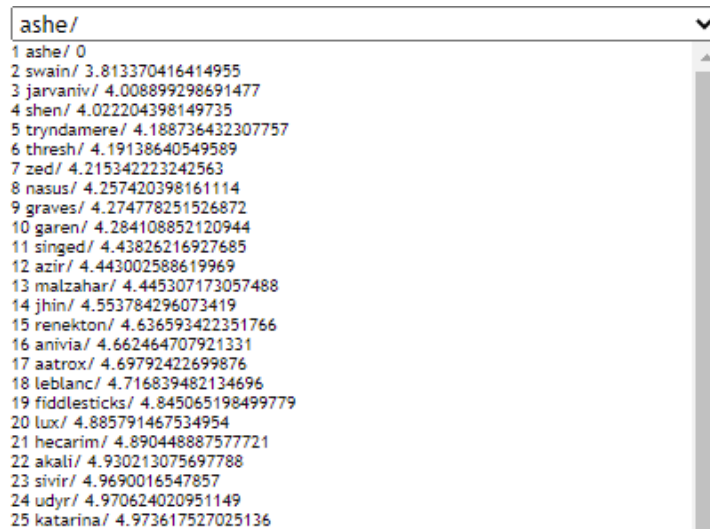 ashe/
1 ashe/ 0
2 swain/ 3.813370416414955
3 jarvaniv/ 4.008899298691477
4 shen/ 4.022204398149735
5 tryndamere/ 4.188736432307757
6 thresh/ 4.19138640549589
7 zed/ 4.215342223242563
8 nasus/ 4.257420398161114
9 graves/ 4.274778251526872
10 garen/ 4.284108852120944
11 singed/ 4.43826216927685
12 azir/ 4.443002588619969
13 malzahar/ 4.445307173057488
14 jhin/ 4.553784296073419
15 renekton/ 4.636593422351766
16 anivia/ 4.662464707921331
17 aatrox/ 4.69792422699876
18 leblanc/ 4.716839482134696
19 fiddlesticks/ 4.845065198499779
20 lux/ 4.885791467534954
21 hecarim/ 4.890448887577721
22 akali/ 4.930213075697788
23 sivir/ 4.9690016547857
24 udyr/ 4.970624020951149
25 katarina/ 4.973617527025136